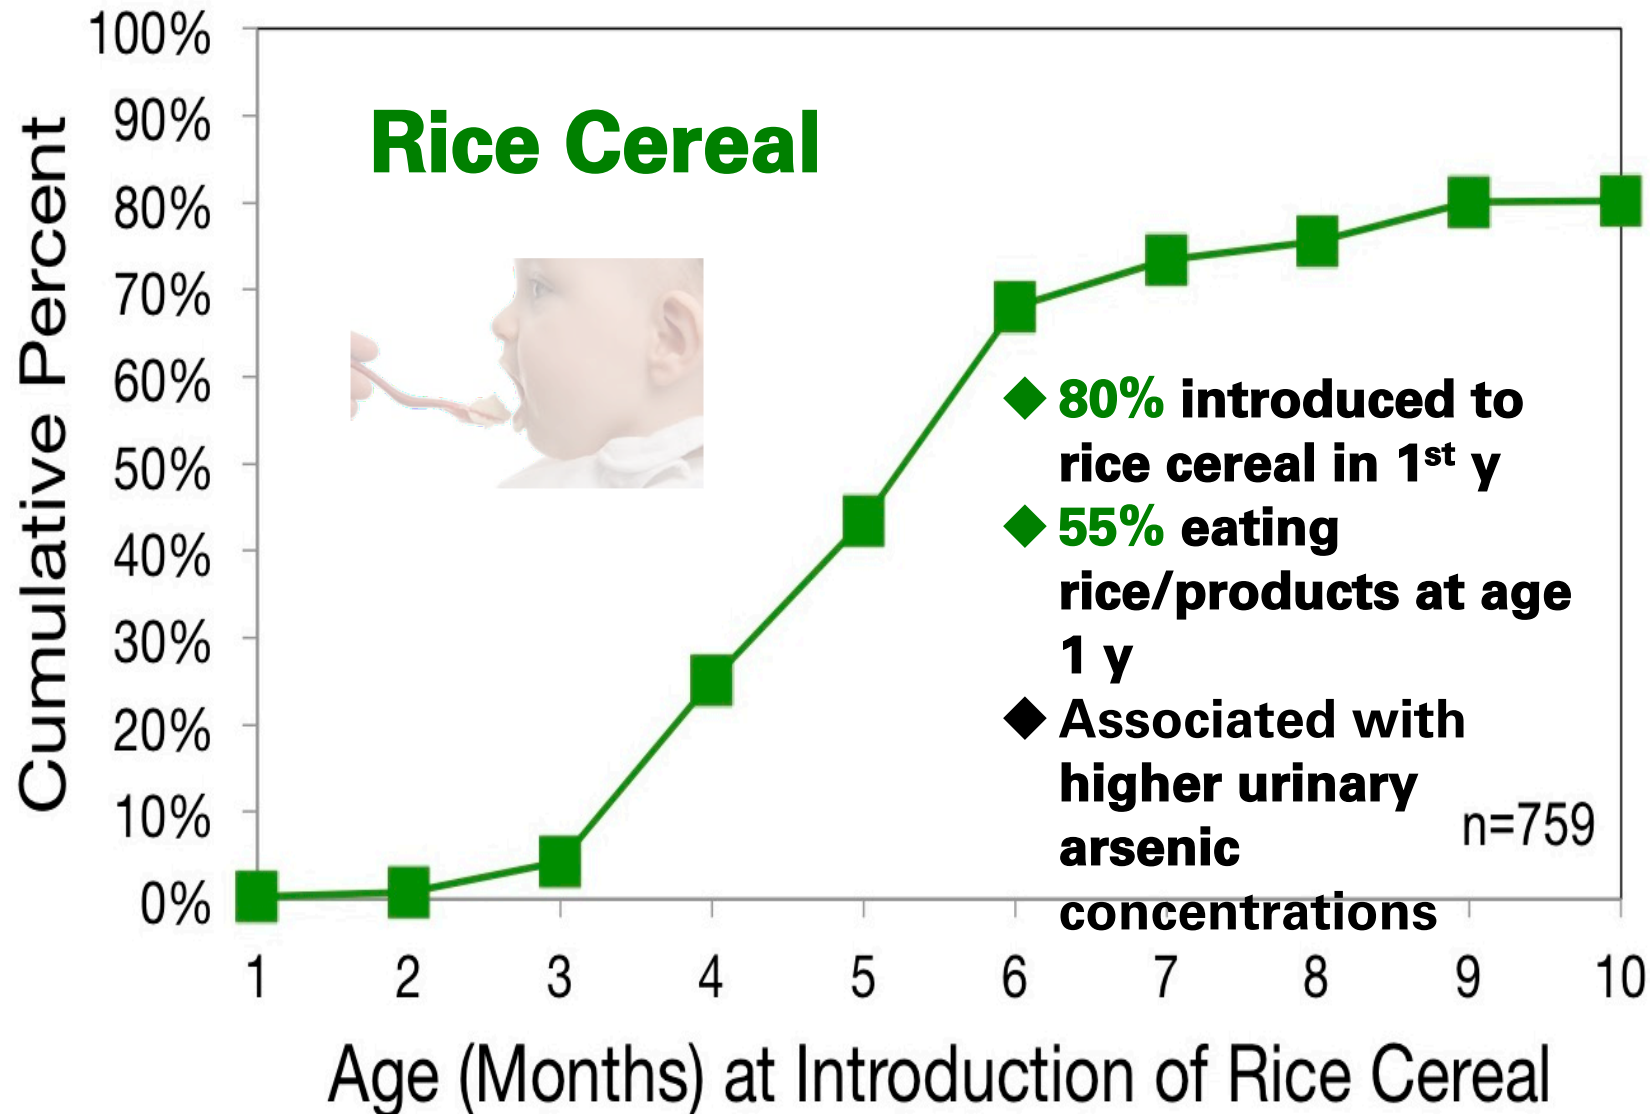 100%
90%
80%
70%
60%
50%
40%
30%
20%
10%
0%
Cumulative Percent
Rice Cereal
◆ 80% introduced to
rice cereal in 1st y
◆ 55% eating
rice/products at age
1 y
◆ Associated with
higher urinary
arsenic
concentrations
n=759
1 2 3 4 5 6 7 8 9 10
Age (Months) at Introduction of Rice Cereal